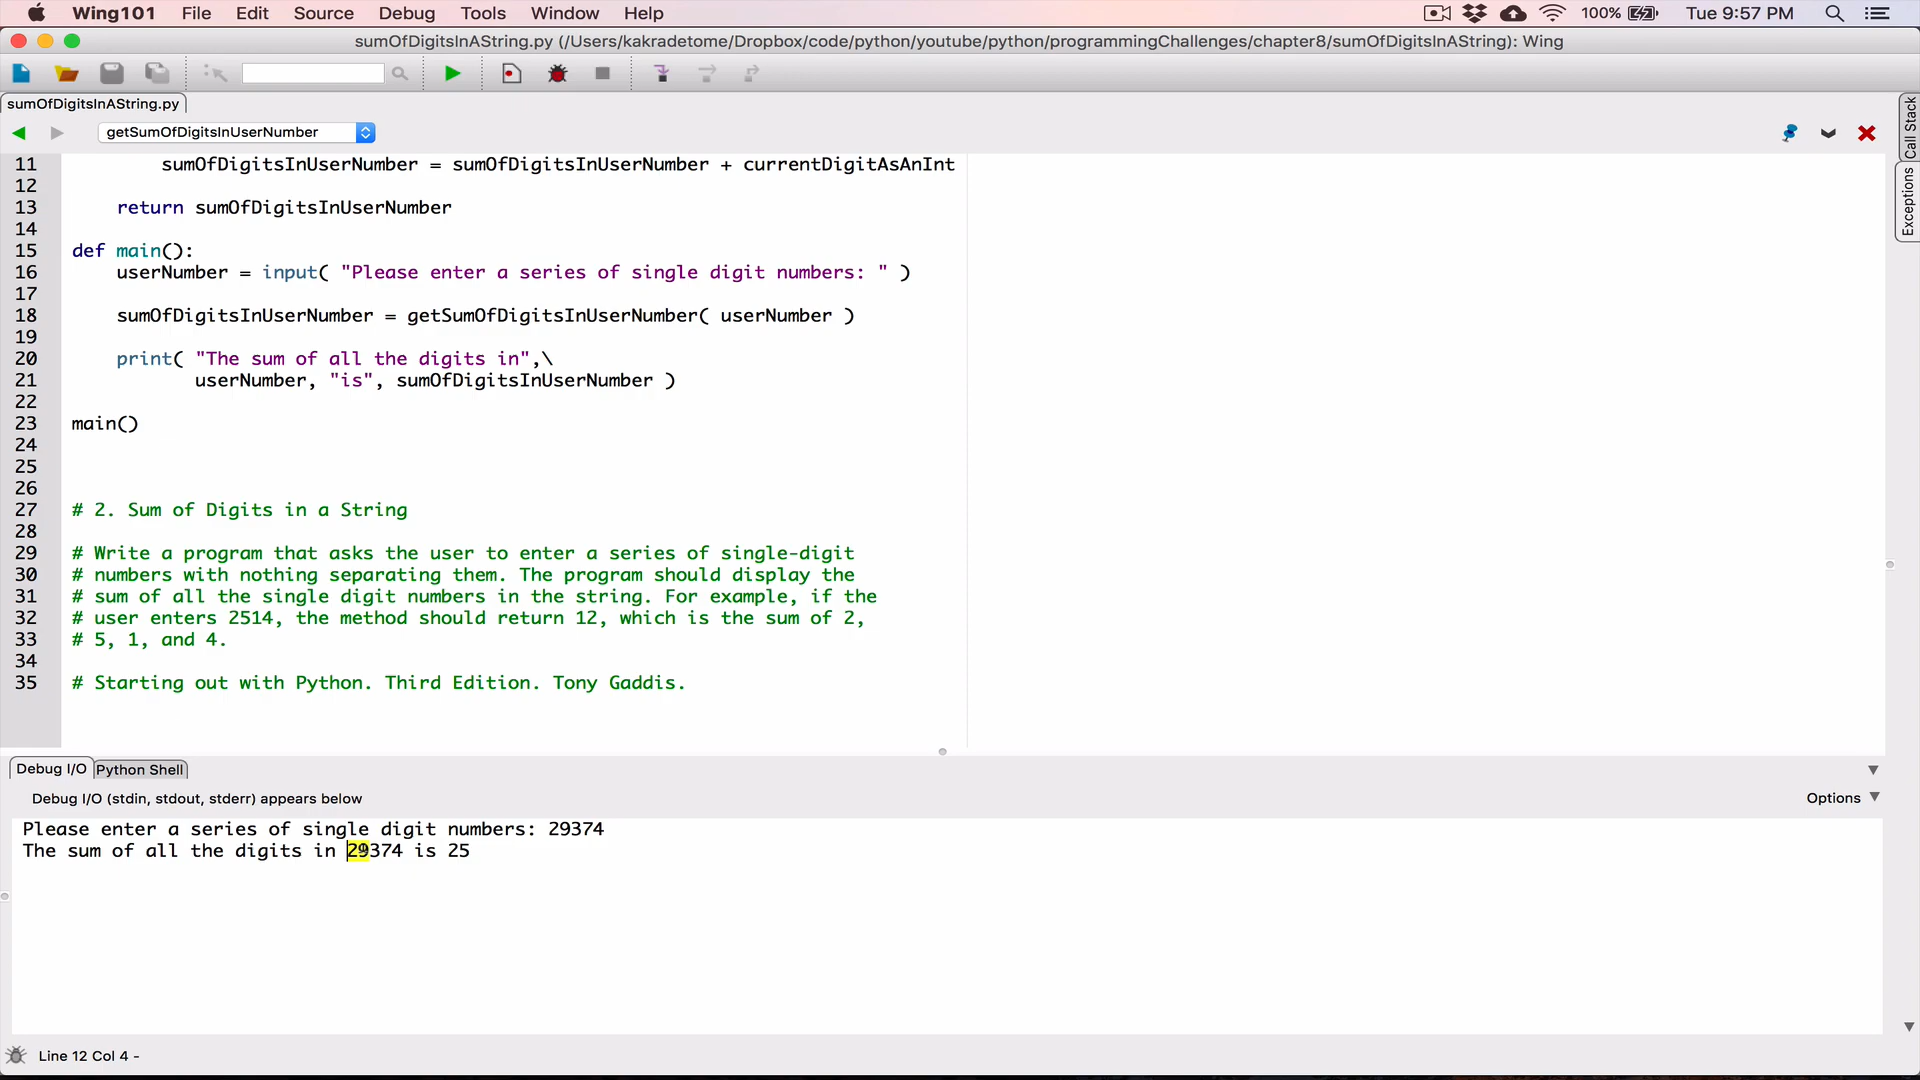 Wing101 File Edit Source Debug Tools Window Help 100% Tue 9:57 PM
sumOfDigitsInAString.py (/Users/kakradetome/Dropbox/code/python/youtube/python/programmingChallenges/chapter8/sumOfDigitsInAString): Wing
sumOfDigitsInAString.py
getSumOfDigitsInUserNumber
Call Stack
Exceptions
11 sumOfDigitsInUserNumber = sumOfDigitsInUserNumber + currentDigitAsAnInt
12
13 return sumOfDigitsInUserNumber
14
15 def main():
16 userNumber = input( "Please enter a series of single digit numbers: " )
17
18 sumOfDigitsInUserNumber = getSumOfDigitsInUserNumber( userNumber )
19
20 print( "The sum of all the digits in",\
21 userNumber, "is", sumOfDigitsInUserNumber )
22
23 main()
24
25
26
27 # 2. Sum of Digits in a String
28
29 # Write a program that asks the user to enter a series of single-digit
30 # numbers with nothing separating them. The program should display the
31 # sum of all the single digit numbers in the string. For example, if the
32 # user enters 2514, the method should return 12, which is the sum of 2,
33 # 5, 1, and 4.
34
35 # Starting out with Python. Third Edition. Tony Gaddis.
Debug I/O Python Shell
Debug I/O (stdin, stdout, stderr) appears below Options
Please enter a series of single digit numbers: 29374
The sum of all the digits in 29374 is 25
Line 12 Col 4 -